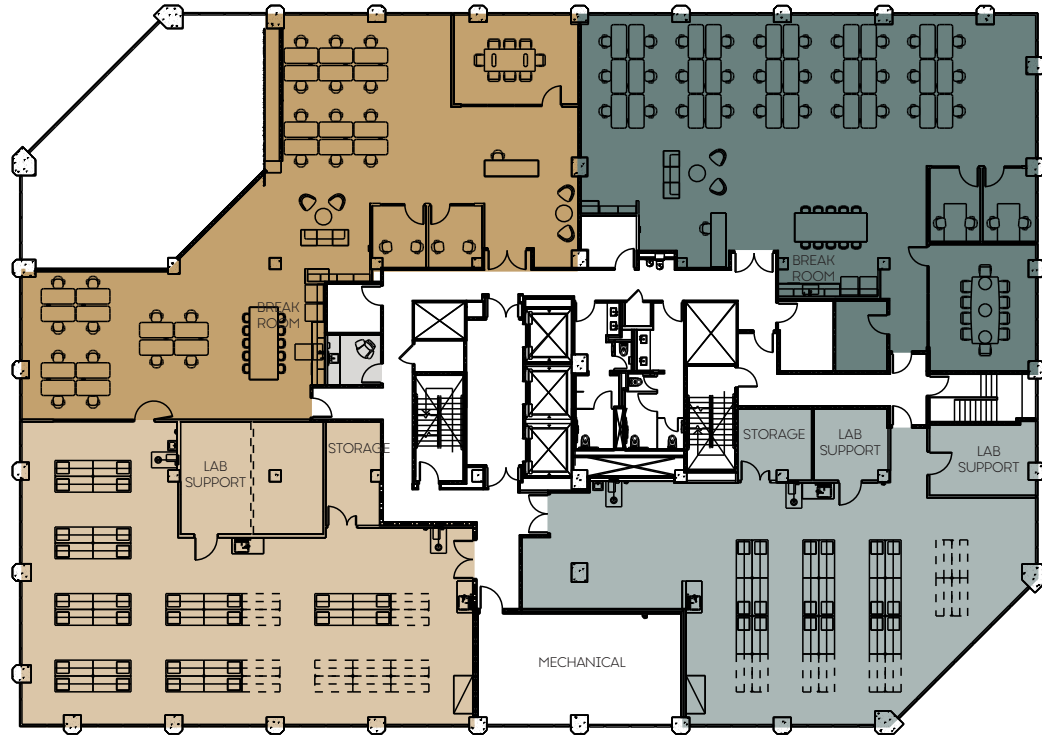 BREAK
ROOM
BREAK
ROOM
STORAGE
LAB
SUPPORT
STORAGE
LAB
SUPPORT
LAB
SUPPORT
MECHANICAL